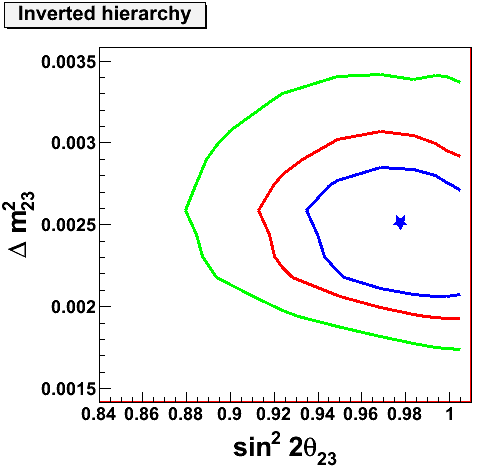 Inverted hierarchy
0.0035
0.003
0.0025
0.002
0.0015
Δ m²₂₃
0.84 0.86 0.88 0.9 0.92 0.94 0.96 0.98 1
sin² 2θ₂₃